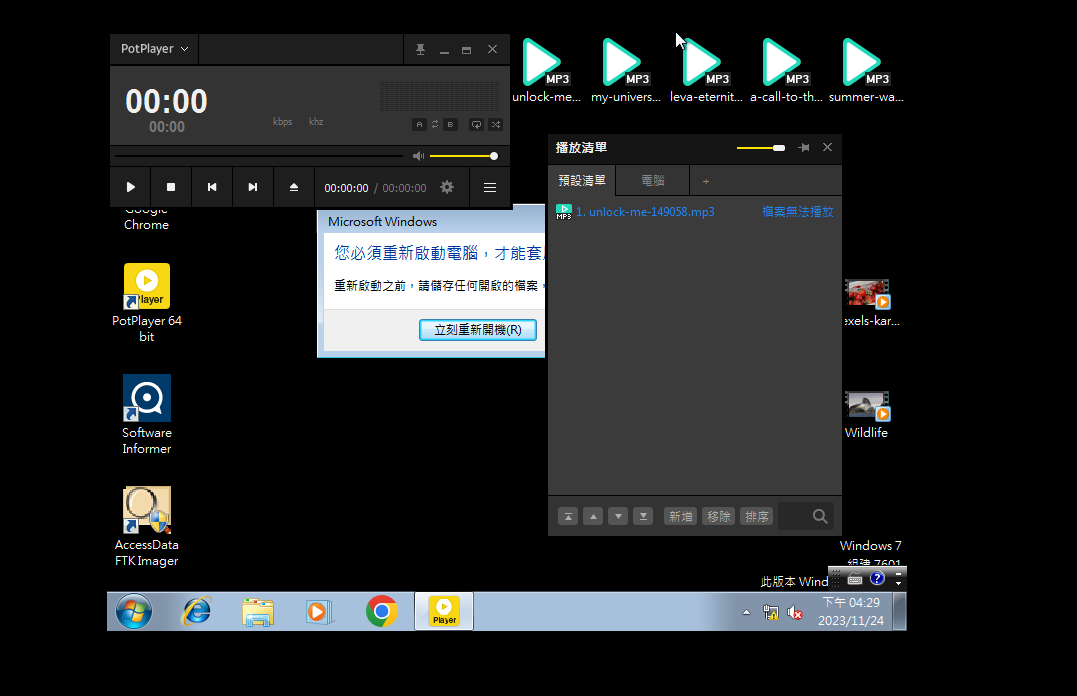 PotPlayer
00:00
00:00
kbps
khz
A
B
00:00:00 / 00:00:00
MP3
MP3
MP3
MP3
MP3
unlock-me...
my-univers...
leva-eternit...
a-call-to-th...
summer-wa...
播放清單
預設清單
電腦
+
MP3
1. unlock-me-149058.mp3
檔案無法播放
新增
移除
排序
Google
Chrome
Player
PotPlayer 64
bit
Software
Informer
AccessData
FTK Imager
Microsoft Windows
您必須重新啟動電腦，才能套
重新啟動之前，請儲存任何開啟的檔案，
立刻重新開機(R)
exels-kar...
Wildlife
Windows 7
組建 7601
此版本 Wind
?
Player
下午 04:29
2023/11/24